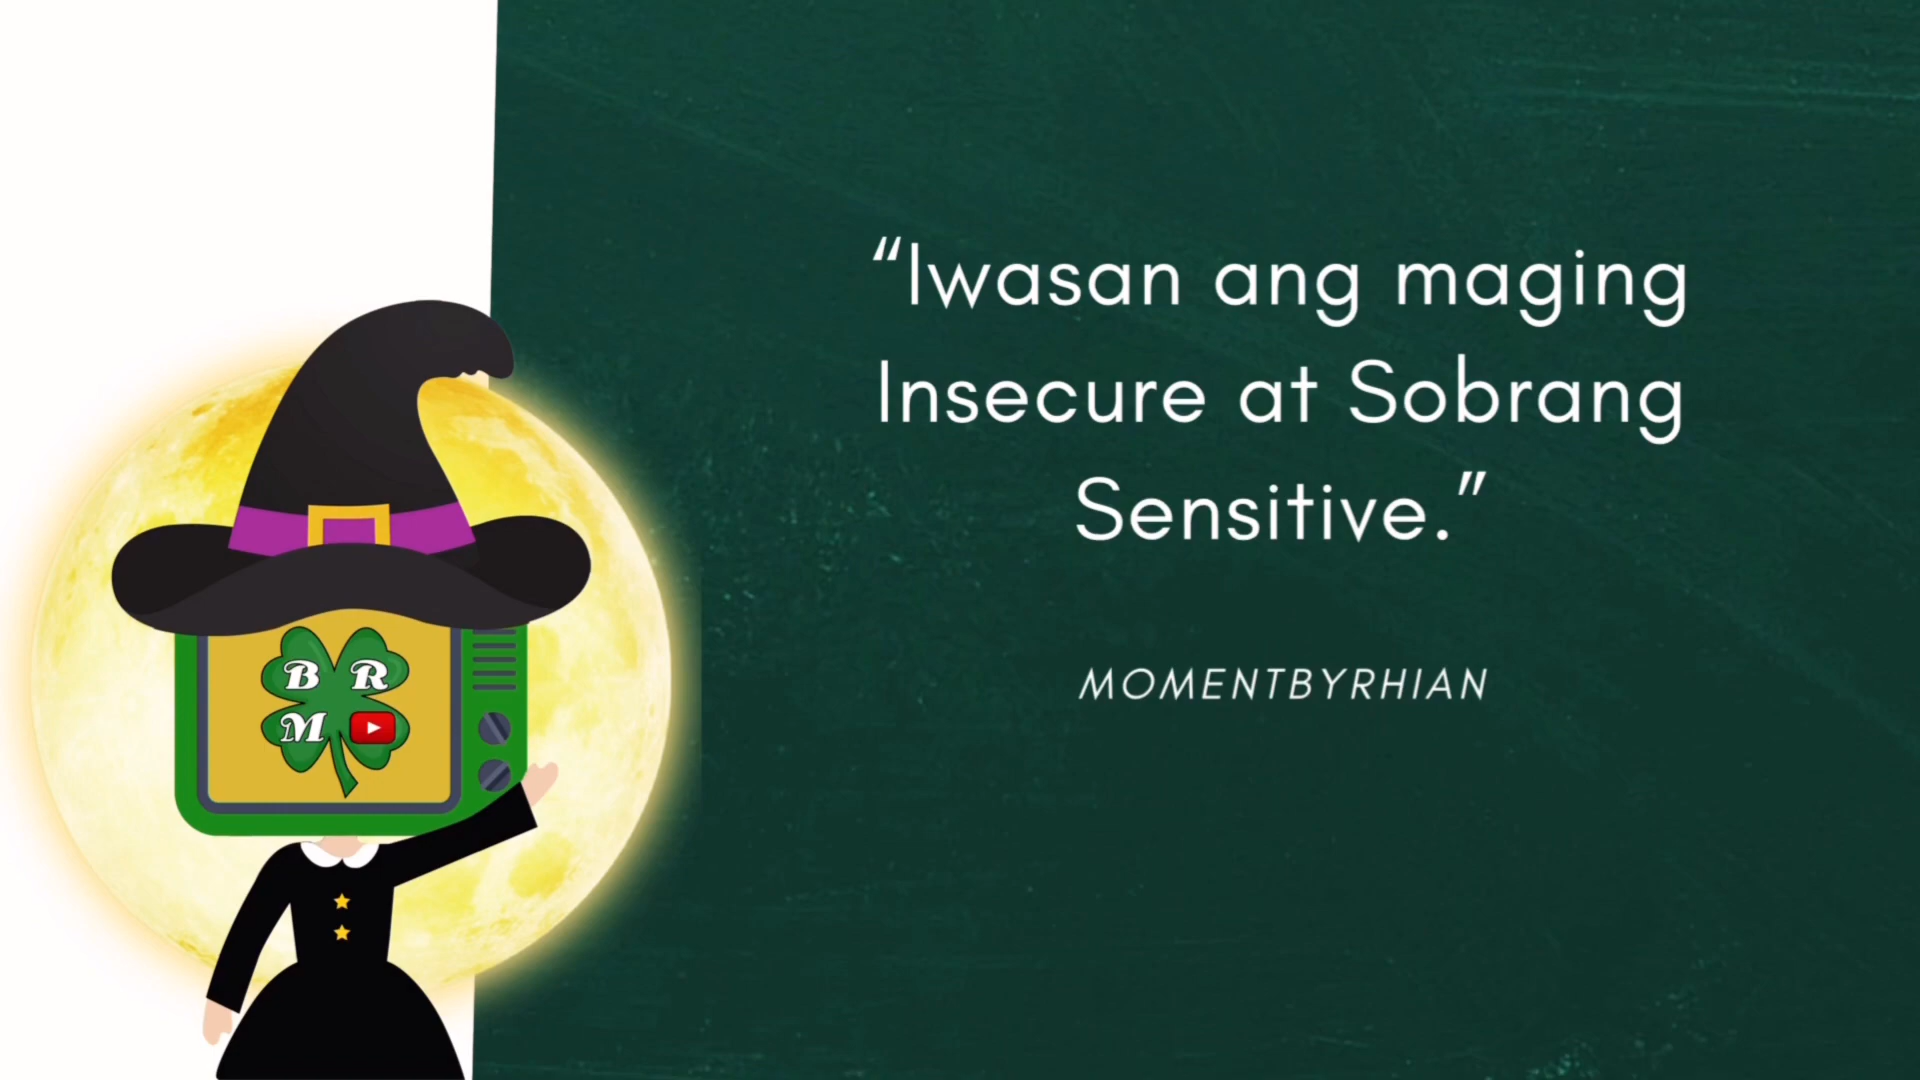 “Iwasan ang maging
Insecure at Sobrang
Sensitive.”
MOMENTBYRHIAN
B R
M